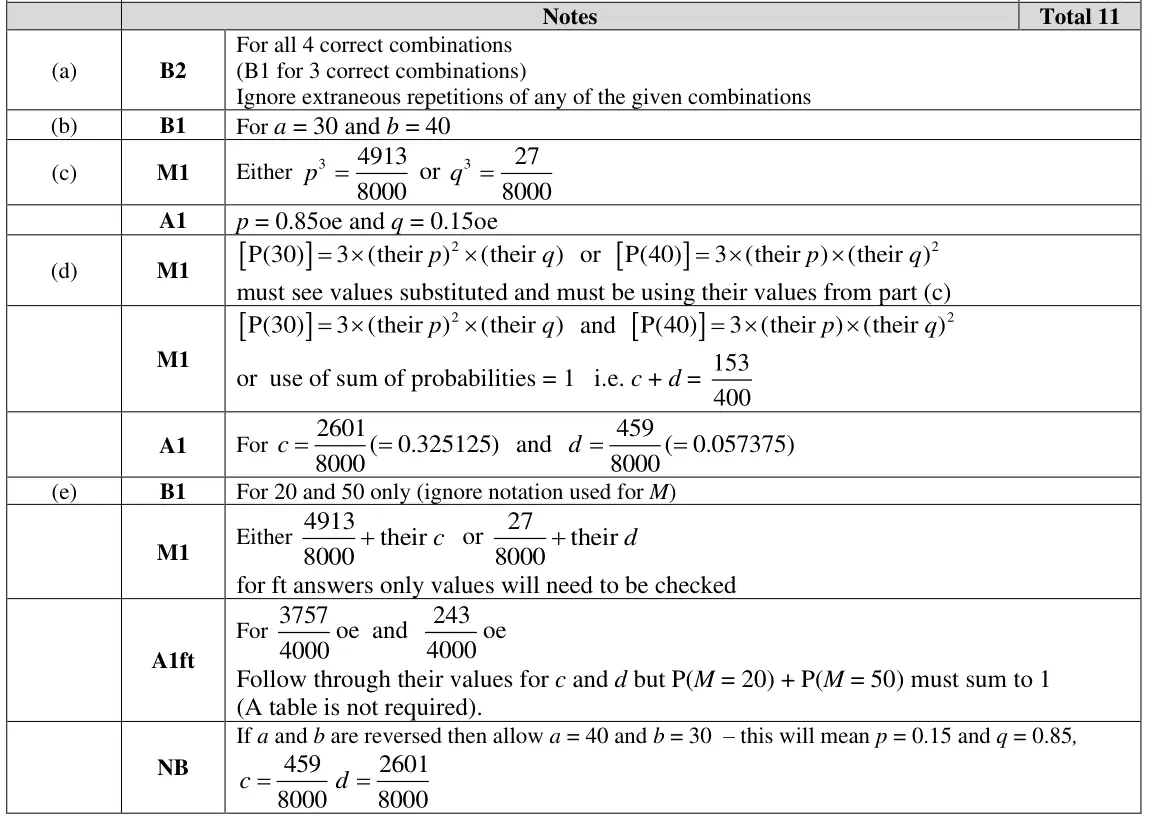 Notes Total 11
(a) B2 For all 4 correct combinations
(B1 for 3 correct combinations)
Ignore extraneous repetitions of any of the given combinations
(b) B1 For a = 30 and b = 40
(c) M1 Either p³ = 4913/8000 or q³ = 27/8000
A1 p = 0.85oe and q = 0.15oe
(d) M1 [P(30)] = 3×(their p)²×(their q) or [P(40)] = 3×(their p)×(their q)²
must see values substituted and must be using their values from part (c)
M1 [P(30)] = 3×(their p)²×(their q) and [P(40)] = 3×(their p)×(their q)²
or use of sum of probabilities = 1 i.e. c + d = 153/400
A1 For c = 2601/8000 (= 0.325125) and d = 459/8000 (= 0.057375)
(e) B1 For 20 and 50 only (ignore notation used for M)
M1 Either 4913/8000 + their c or 27/8000 + their d
for ft answers only values will need to be checked
A1ft For 3757/4000 oe and 243/4000 oe
Follow through their values for c and d but P(M = 20) + P(M = 50) must sum to 1
(A table is not required).
NB If a and b are reversed then allow a = 40 and b = 30 – this will mean p = 0.15 and q = 0.85,
c = 459/8000 d = 2601/8000